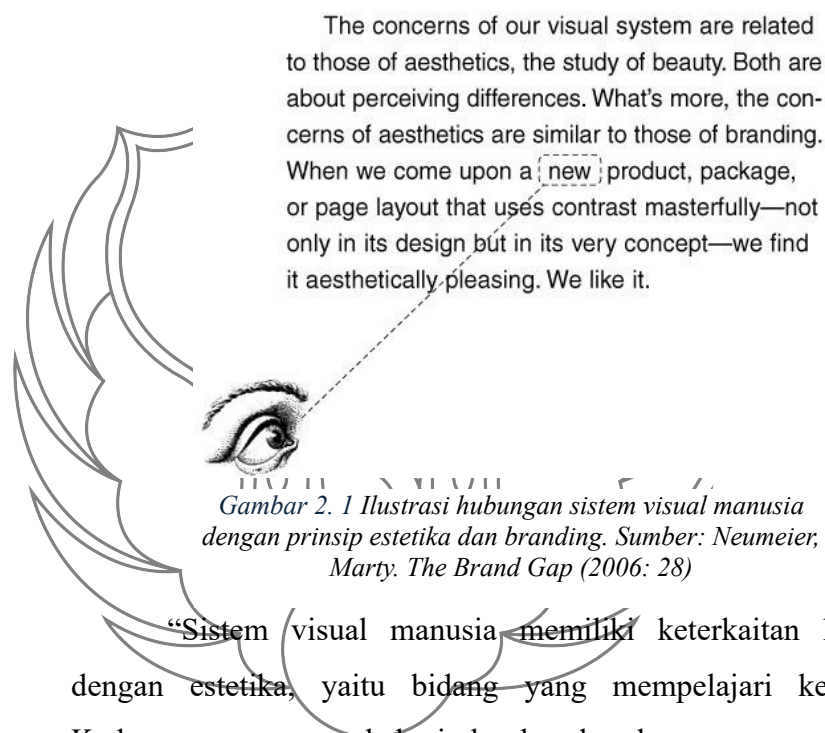 The concerns of our visual system are related
to those of aesthetics, the study of beauty. Both are
about perceiving differences. What's more, the con-
cerns of aesthetics are similar to those of branding.
When we come upon a new product, package,
or page layout that uses contrast masterfully—not
only in its design but in its very concept—we find
it aesthetically pleasing. We like it.
Gambar 2. 1 Ilustrasi hubungan sistem visual manusia
dengan prinsip estetika dan branding. Sumber: Neumeier,
Marty. The Brand Gap (2006: 28)
“Sistem visual manusia memiliki keterkaitan
dengan estetika, yaitu bidang yang mempelajari